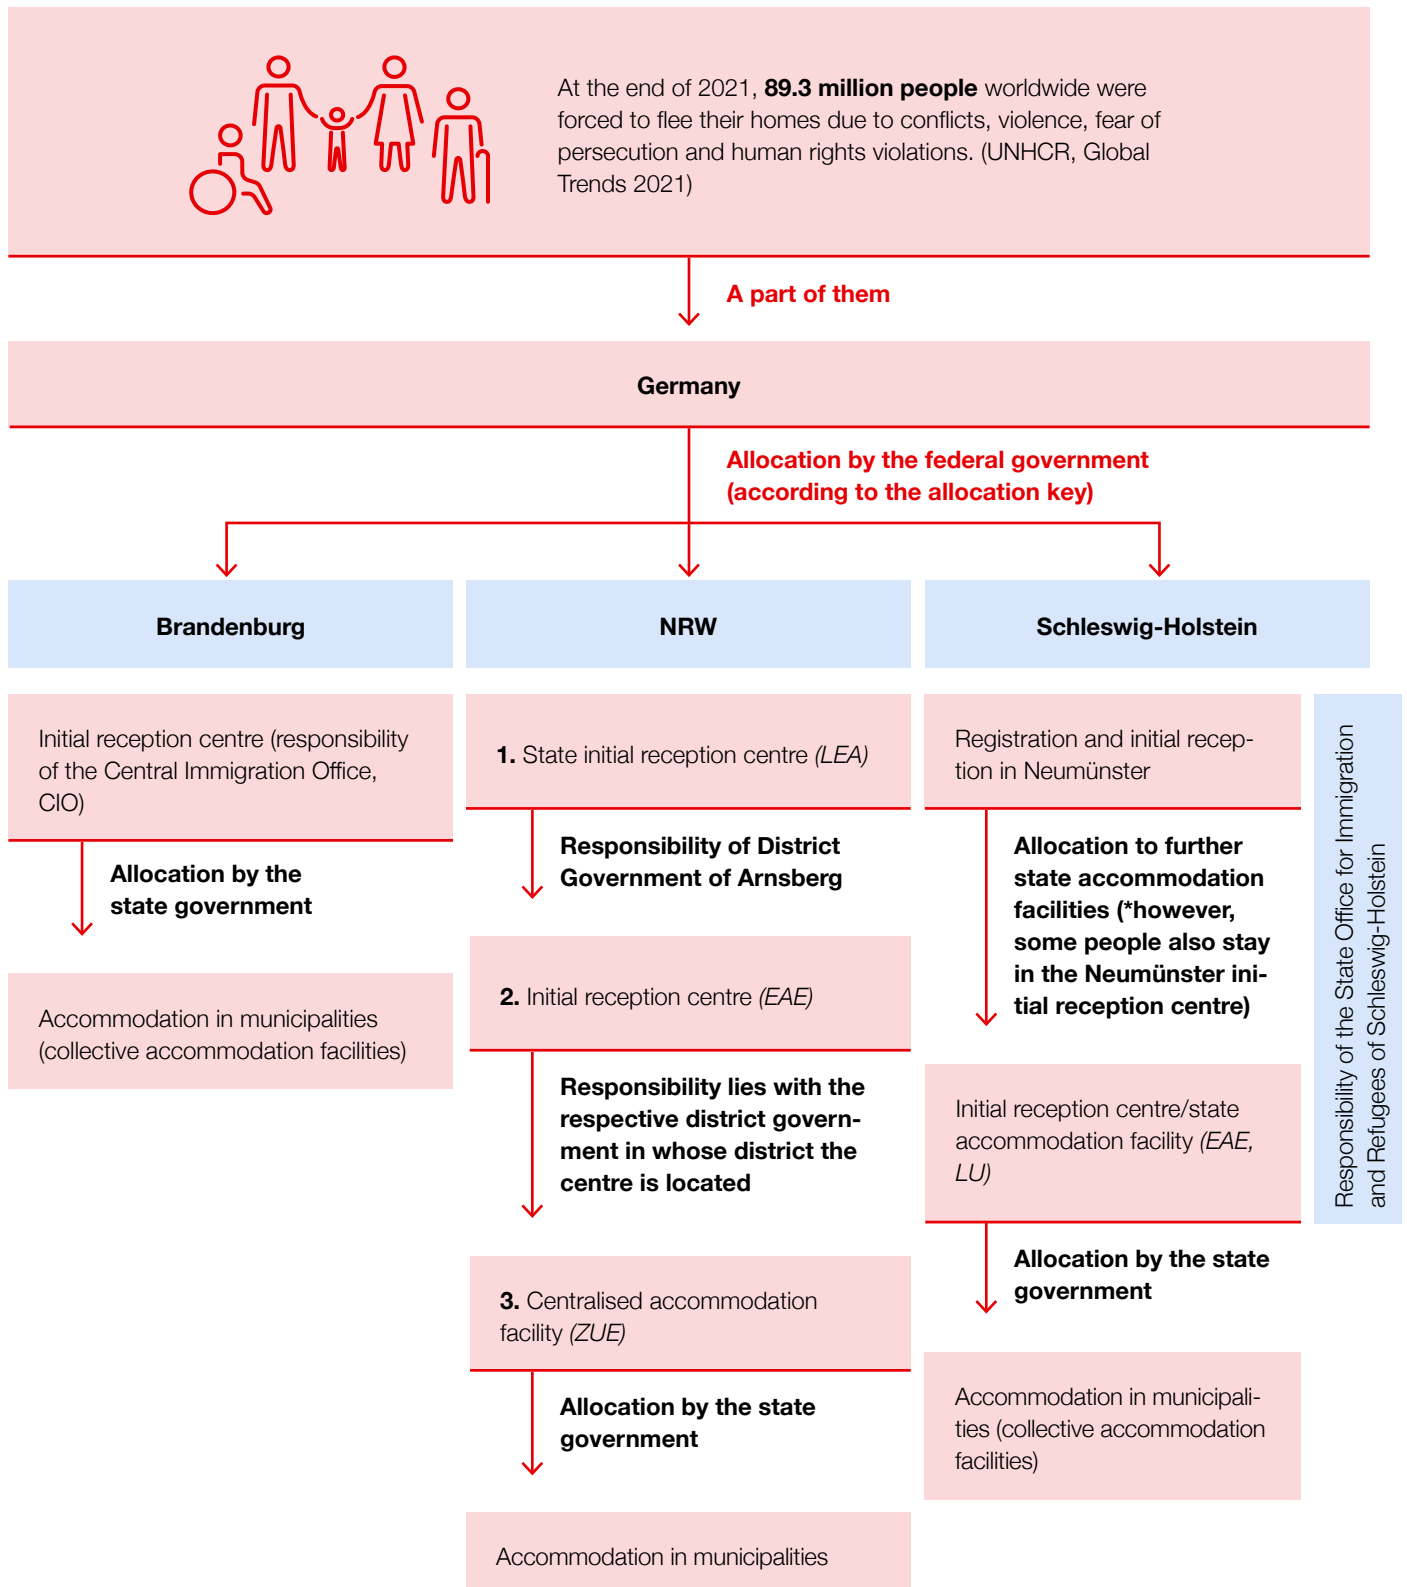 At the end of 2021, 89.3 million people worldwide were
forced to flee their homes due to conflicts, violence, fear of
persecution and human rights violations. (UNHCR, Global
Trends 2021)
A part of them
Germany
Allocation by the federal government
(according to the allocation key)
Brandenburg
Initial reception centre (responsibility
of the Central Immigration Office,
CIO)
Allocation by the
state government
Accommodation in municipalities
(collective accommodation facilities)
NRW
1. State initial reception centre (LEA)
Responsibility of District
Government of Arnsberg
2. Initial reception centre (EAE)
Responsibility lies with the
respective district govern-
ment in whose district the
centre is located
3. Centralised accommodation
facility (ZUE)
Allocation by the state
government
Accommodation in municipalities
Schleswig-Holstein
Registration and initial recep-
tion in Neumünster
Allocation to further
state accommodation
facilities (*however,
some people also stay
in the Neumünster ini-
tial reception centre)
Initial reception centre/state
accommodation facility (EAE,
LU)
Allocation by the state
government
Accommodation in municipali-
ties (collective accommodation
facilities)
Responsibility of the State Office for Immigration
and Refugees of Schleswig-Holstein